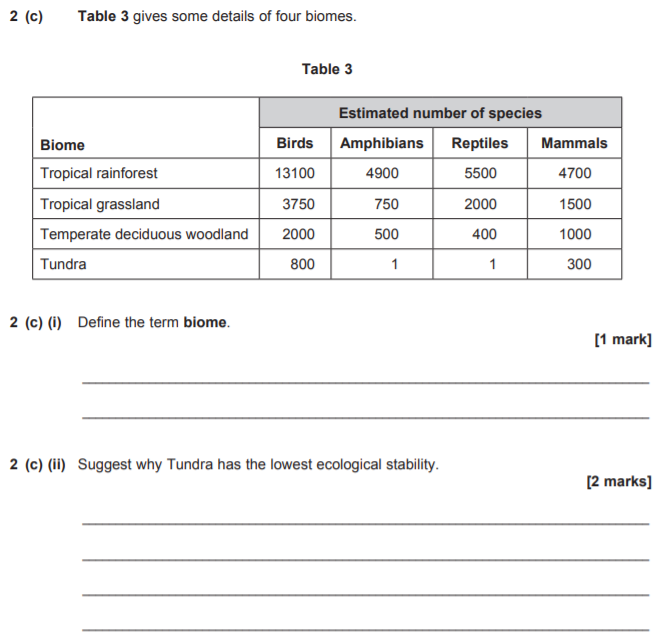 2 (c) Table 3 gives some details of four biomes.
Table 3
Estimated number of species
Biome Birds Amphibians Reptiles Mammals
Tropical rainforest 13100 4900 5500 4700
Tropical grassland 3750 750 2000 1500
Temperate deciduous woodland 2000 500 400 1000
Tundra 800 1 1 300
2 (c) (i) Define the term biome.
[1 mark]
2 (c) (ii) Suggest why Tundra has the lowest ecological stability.
[2 marks]